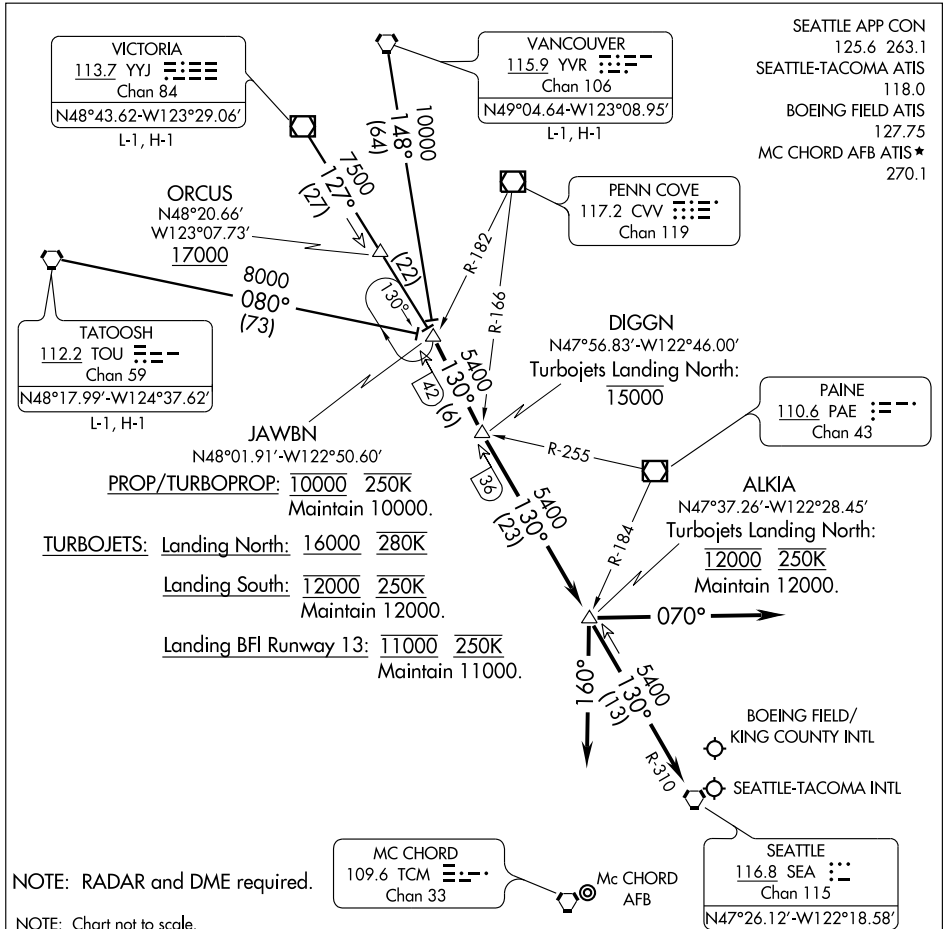 SEATTLE APP CON
125.6 263.1
SEATTLE-TACOMA ATIS
118.0
BOEING FIELD ATIS
127.75
MC CHORD AFB ATIS★
270.1
VICTORIA
113.7 YYJ
Chan 84
N48°43.62-W123°29.06′
L-1, H-1
VANCOUVER
115.9 YVR
Chan 106
N49°04.64-W123°08.95′
L-1, H-1
10000
148°
(64)
7500
127°
(27)
PENN COVE
117.2 CVV
Chan 119
ORCUS
N48°20.66′
W123°07.73′
17000
(22)
R-182
R-166
8000
080°
(73)
130°
TATOOSH
112.2 TOU
Chan 59
N48°17.99′-W124°37.62′
L-1, H-1
DIGGN
N47°56.83′-W122°46.00′
Turbojets Landing North:
15000
5400
130°
(6)
42
PAINE
110.6 PAE
Chan 43
JAWBN
N48°01.91′-W122°50.60′
PROP/TURBOPROP: 10000 250K
Maintain 10000.
TURBOJETS: Landing North: 16000 280K
Landing South: 12000 250K
Maintain 12000.
Landing BFI Runway 13: 11000 250K
Maintain 11000.
R-255
36
5400
130°
(23)
R-184
ALKIA
N47°37.26′-W122°28.45′
Turbojets Landing North:
12000 250K
Maintain 12000.
070°
160°
5400
130°
(13)
R-310
BOEING FIELD/
KING COUNTY INTL
SEATTLE-TACOMA INTL
MC CHORD
109.6 TCM
Chan 33
Mc CHORD
AFB
SEATTLE
116.8 SEA
Chan 115
N47°26.12′-W122°18.58′
NOTE: RADAR and DME required.
NOTE: Chart not to scale.